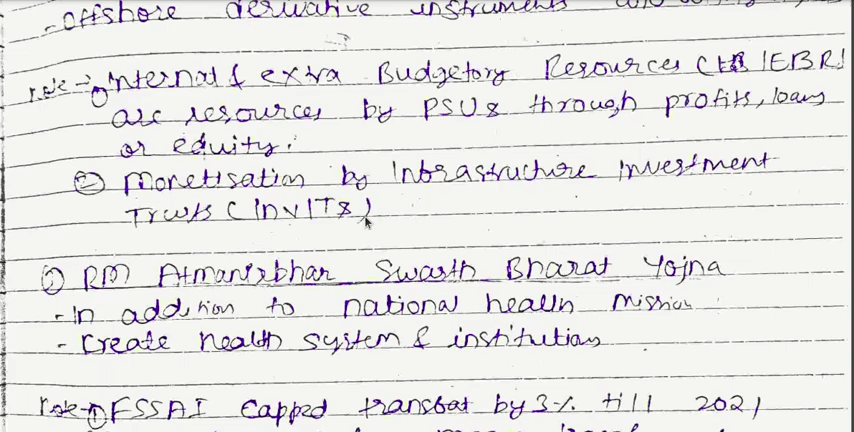 - Offshore derivative instruments
Note → ① Internal & extra Budgetory Resources ( IEBR)
are resources by PSUs through profits, loans
or equity.
② Monetisation by Infrastructure Investment
Trusts (INVITs)
① PM Atmanirbhar Swasth Bharat Yojna
- In addition to national health mission
- Create health system & institutions
Note-① FSSAI Capped transfat by 3% till 2021